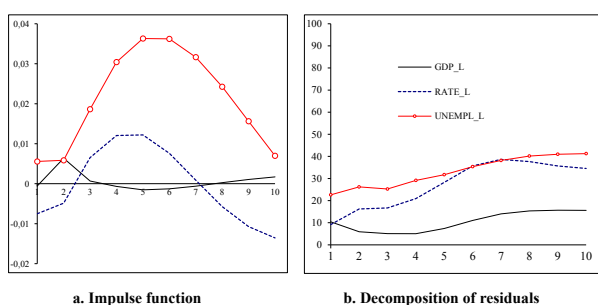 0,04
0,03
0,02
0,01
0
-0,01
-0,02
1 2 3 4 5 6 7 8 9 10
100
90
80
70
60
50
40
30
20
10
0
GDP_L
RATE_L
UNEMPL_L
1 2 3 4 5 6 7 8 9 10
a. Impulse function
b. Decomposition of residuals